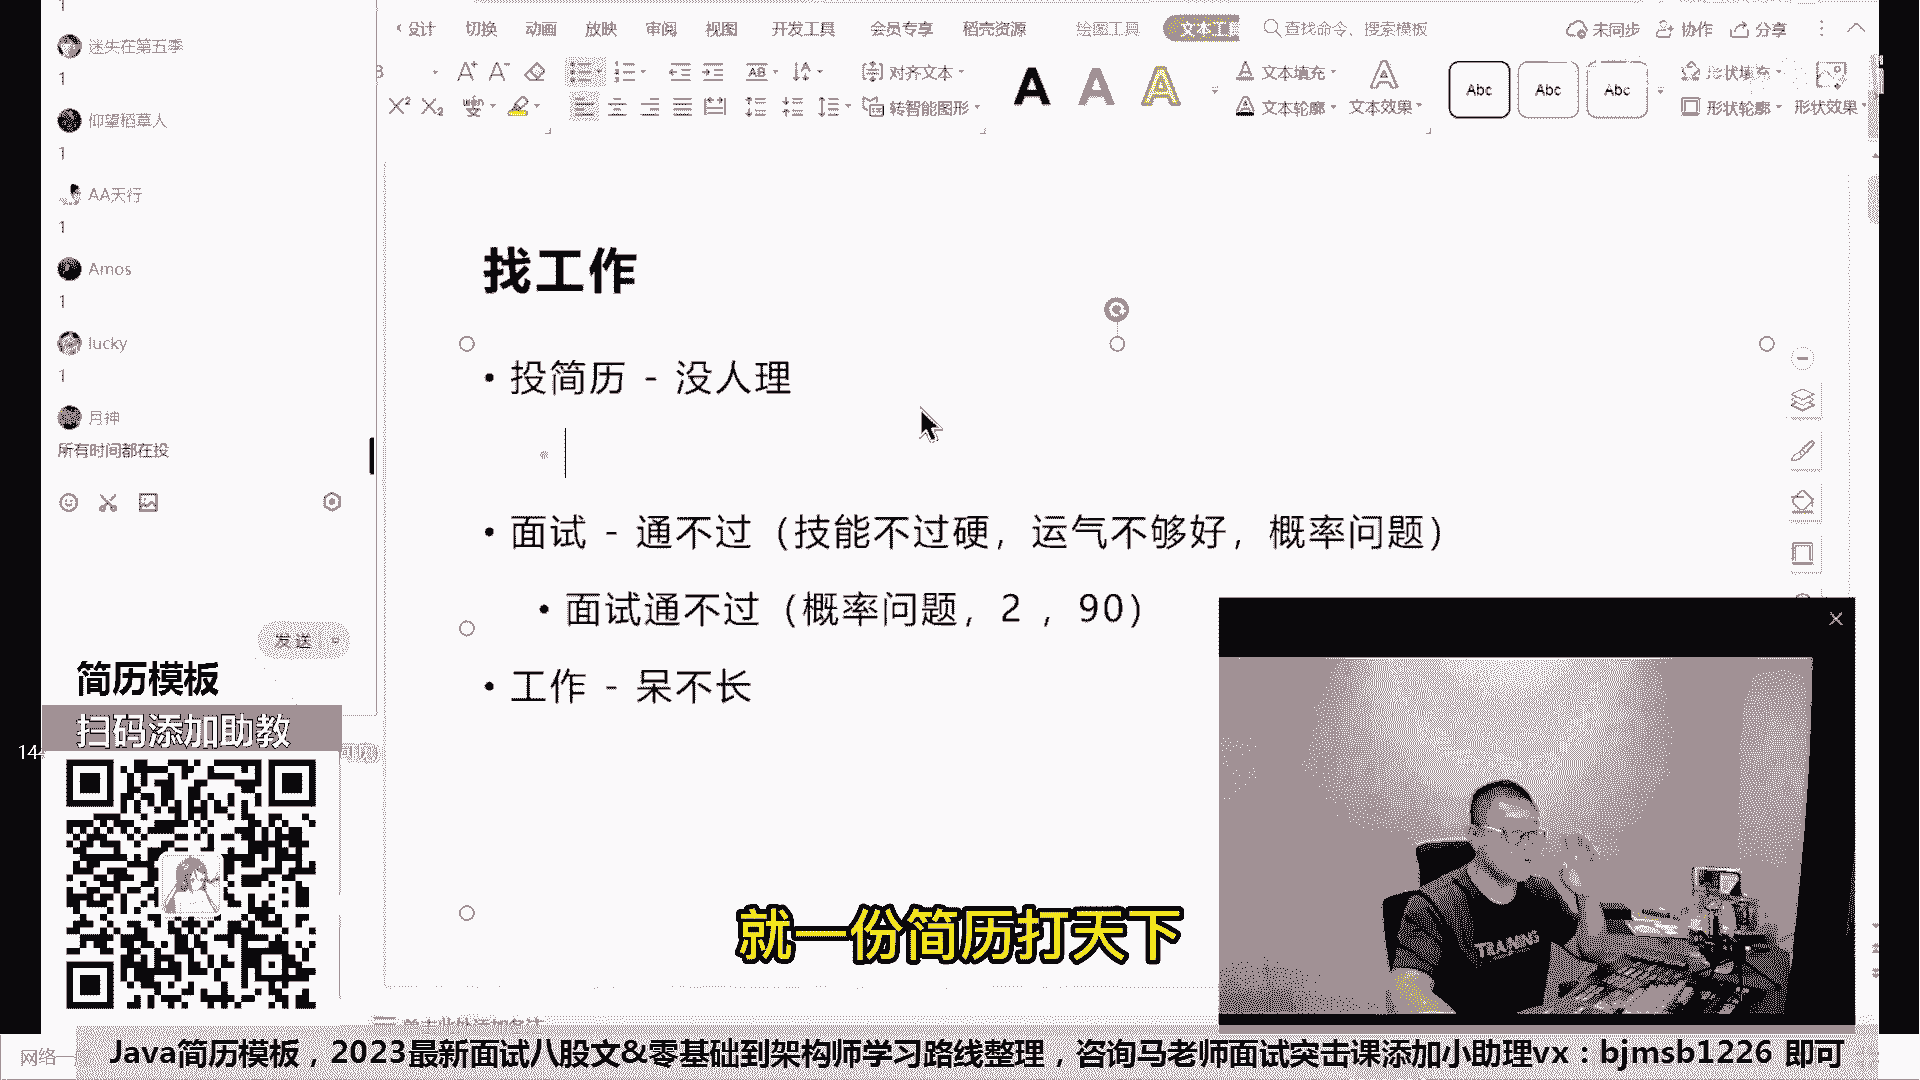 1
迷失在第五季
1
仰望稻草人
1
AA天行
1
Amos
1
lucky
1
月神
所有时间都在投
发送
设计 切换 动画 放映 审阅 视图 开发工具 会员专享 稻壳资源 绘图工具 文本工具 查找命令、搜索模板 未同步 协作 分享
对齐文本 文本填充 形状填充
转智能图形 文本轮廓 文本效果 形状轮廓 形状效果
Abc Abc Abc
找工作
• 投简历 - 没人理
• 面试 - 通不过（技能不过硬，运气不够好，概率问题）
• 面试通不过（概率问题，2 ，90）
• 工作 - 呆不长
TRAINING
简历模板
扫码添加助教
就一份简历打天下
网络一
Java简历模板，2023最新面试八股文&零基础到架构师学习路线整理，咨询马老师面试突击课添加小助理vx：bjmsb1226 即可